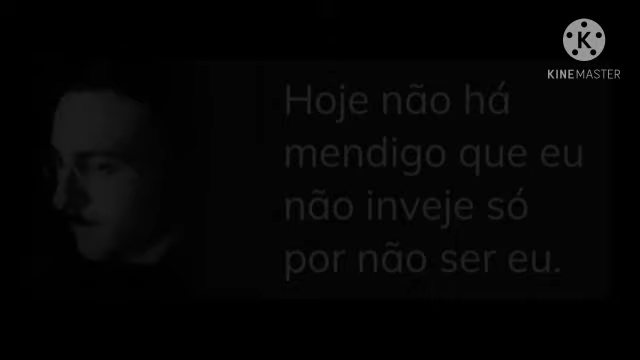 Hoje não há
mendigo que eu
não inveje só
por não ser eu.
K
KINEMASTER